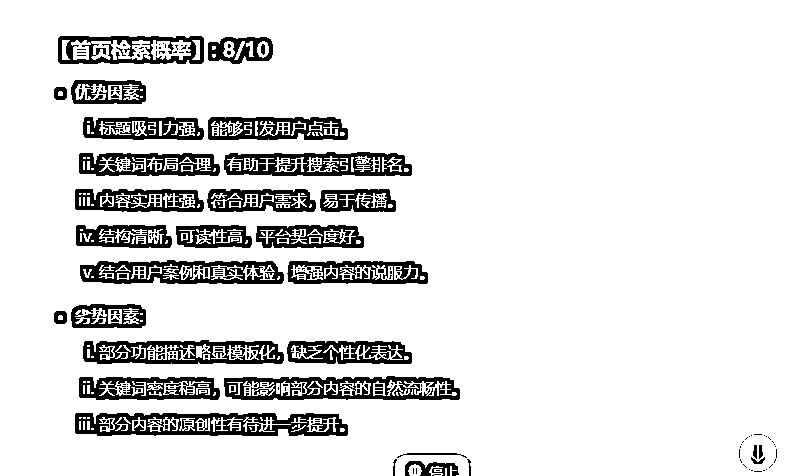 【首页检索概率】: 8/10
优势因素:
i. 标题吸引力强，能够引发用户点击。
ii. 关键词布局合理，有助于提升搜索引擎排名。
iii. 内容实用性强，符合用户需求，易于传播。
iv. 结构清晰，可读性高，平台契合度好。
v. 结合用户案例和真实体验，增强内容的说服力。
劣势因素:
i. 部分功能描述略显模板化，缺乏个性化表达。
ii. 关键词密度稍高，可能影响部分内容的自然流畅性。
iii. 部分内容的原创性有待进一步提升。
停止